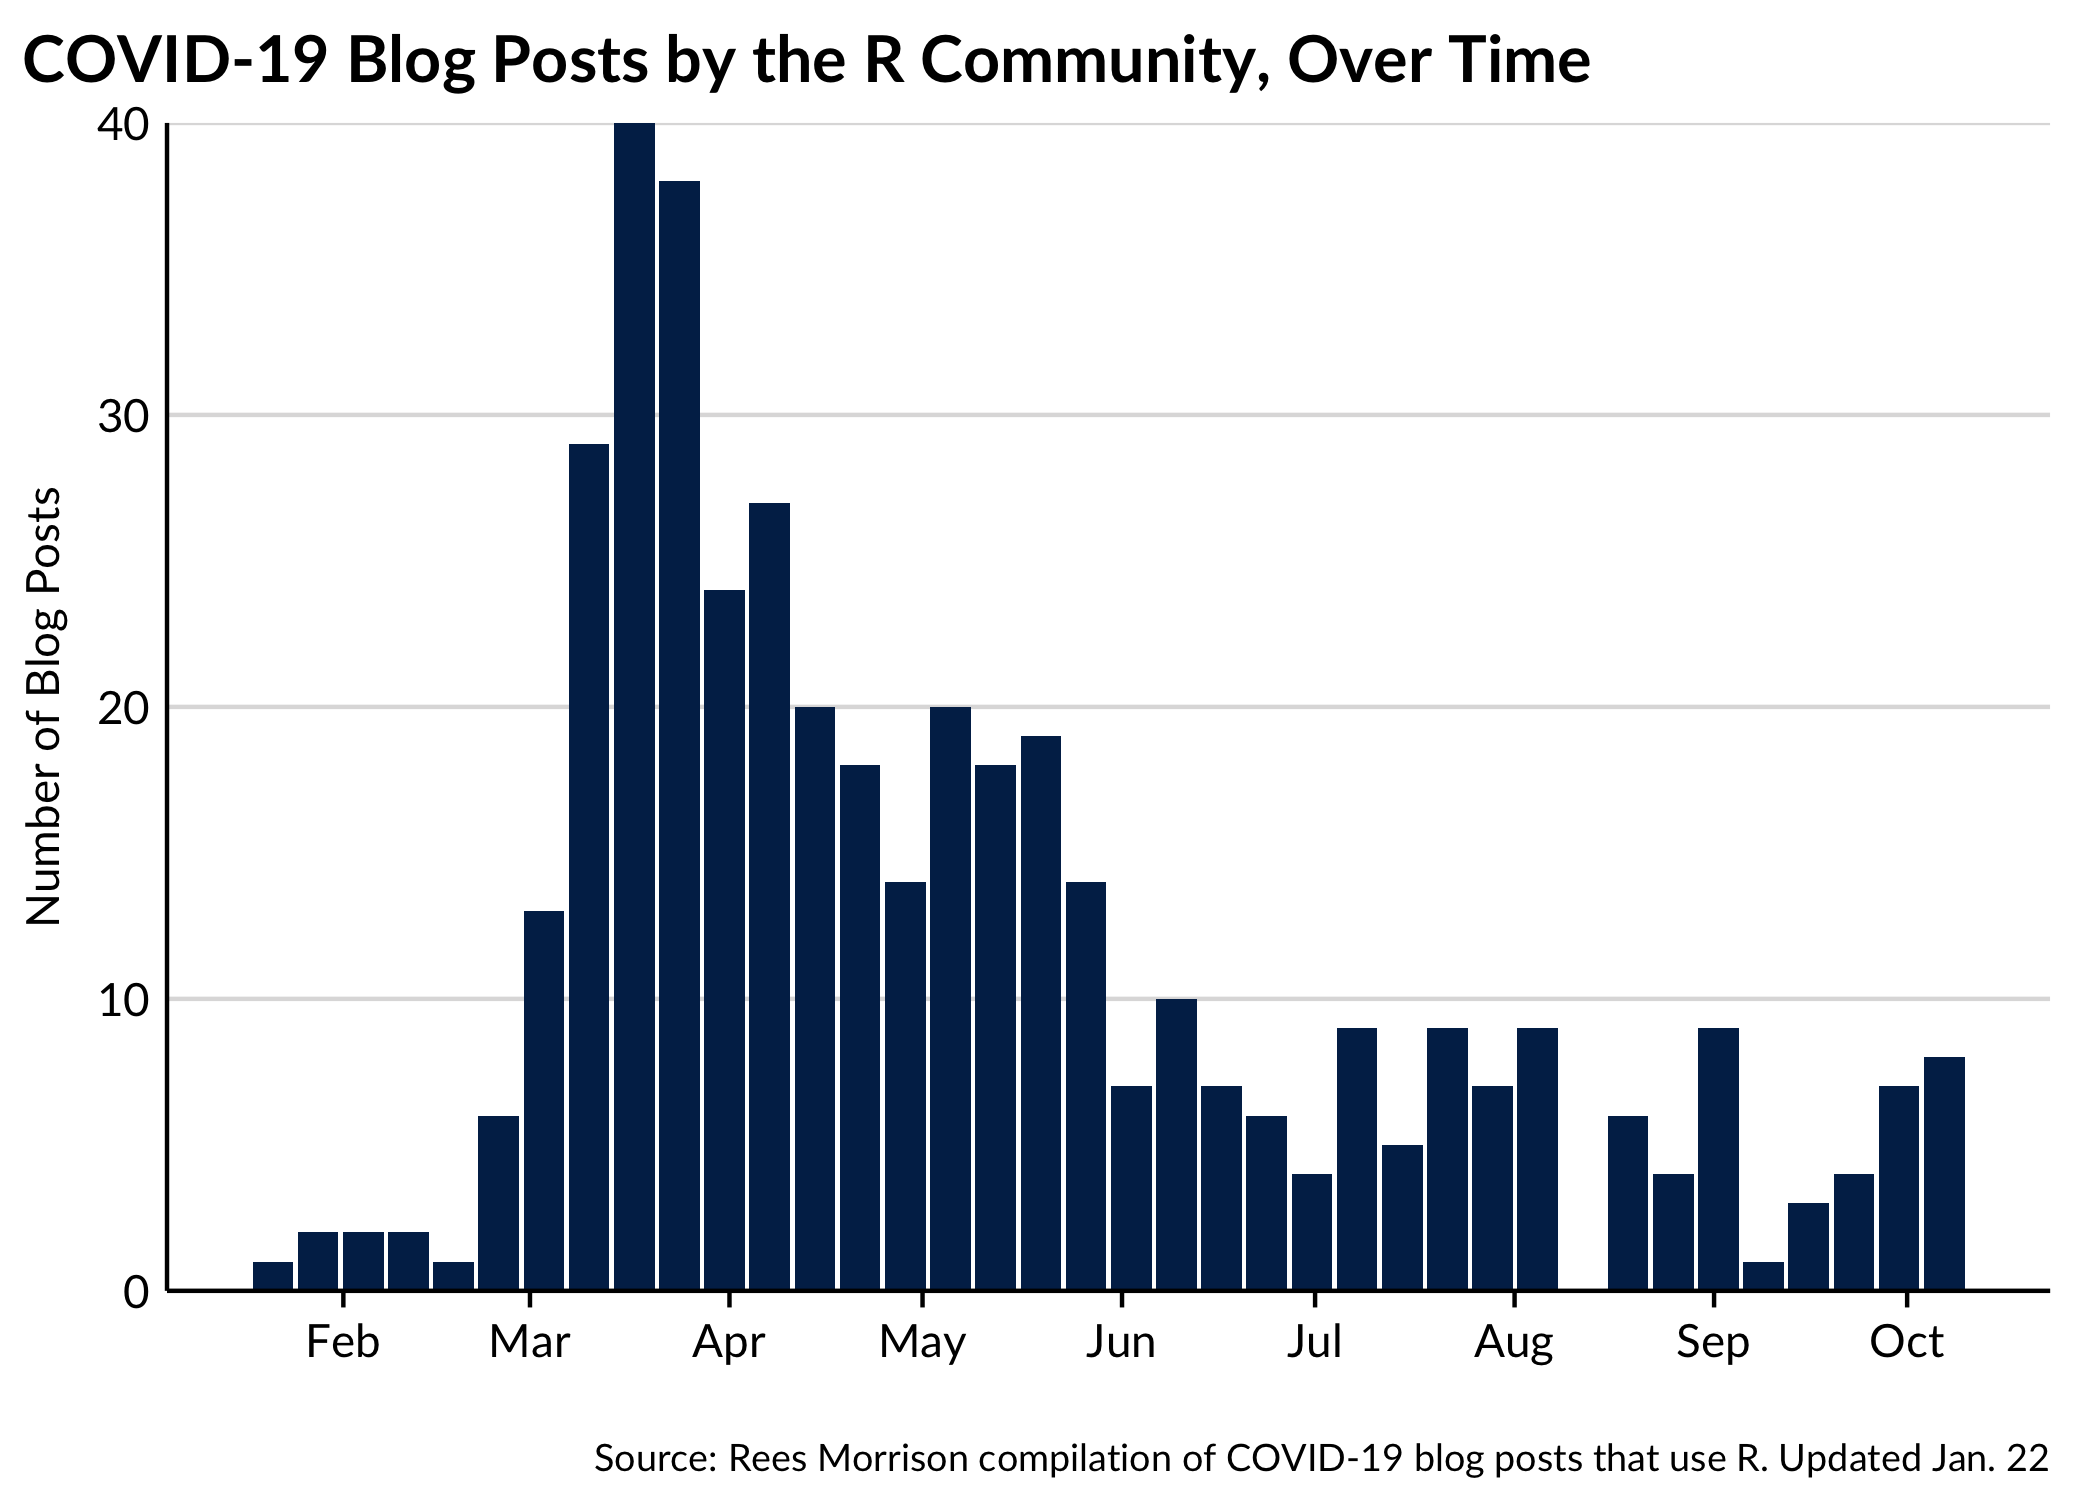 COVID-19 Blog Posts by the R Community, Over Time
Number of Blog Posts
40
30
20
10
0
Feb Mar Apr May Jun Jul Aug Sep Oct
Source: Rees Morrison compilation of COVID-19 blog posts that use R. Updated Jan. 22